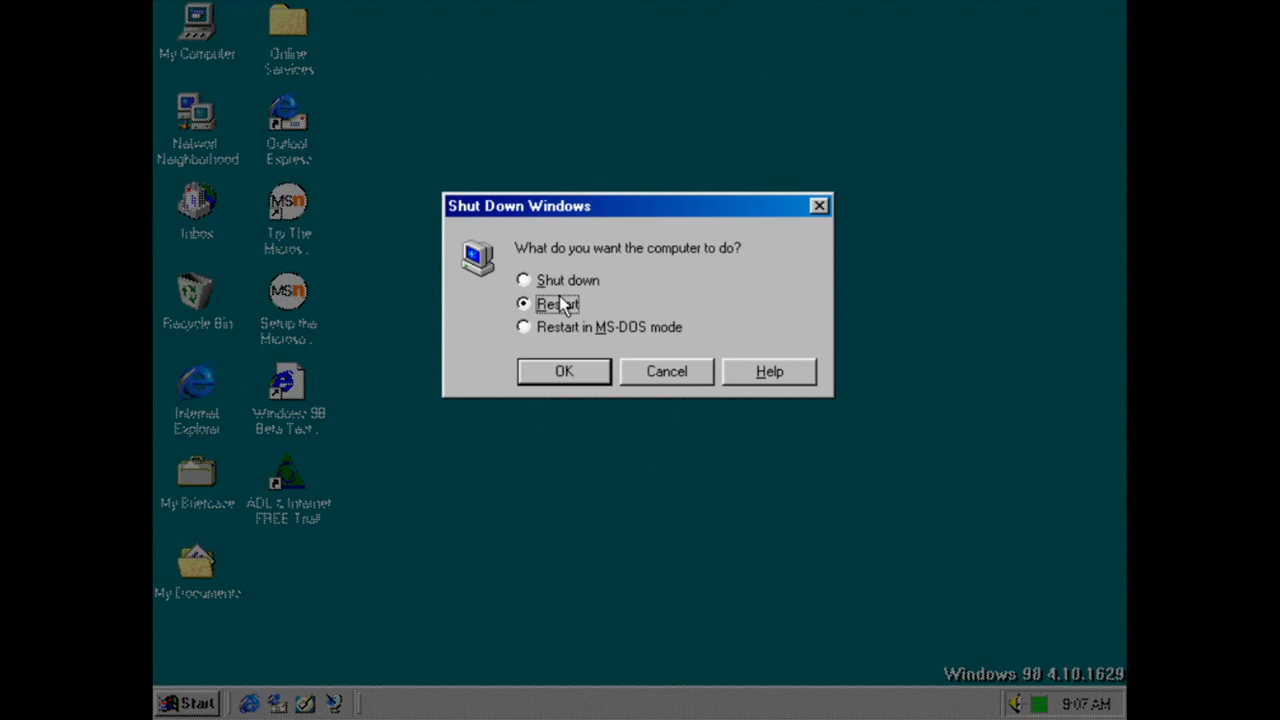 My Computer
Online
Services
Network
Neighborhood
Outlook
Express
Inbox
Try The
Micros...
Recycle Bin
Setup the
Microso...
Internet
Explorer
Windows 98
Beta Tact...
My Briefcase
AOL & Internet
FREE Trial!
My Documents
Shut Down Windows
What do you want the computer to do?
Shut down
Restart
Restart in MS-DOS mode
OK
Cancel
Help
msn
msn
Windows 98 4.10.1629
Start
9:07 AM